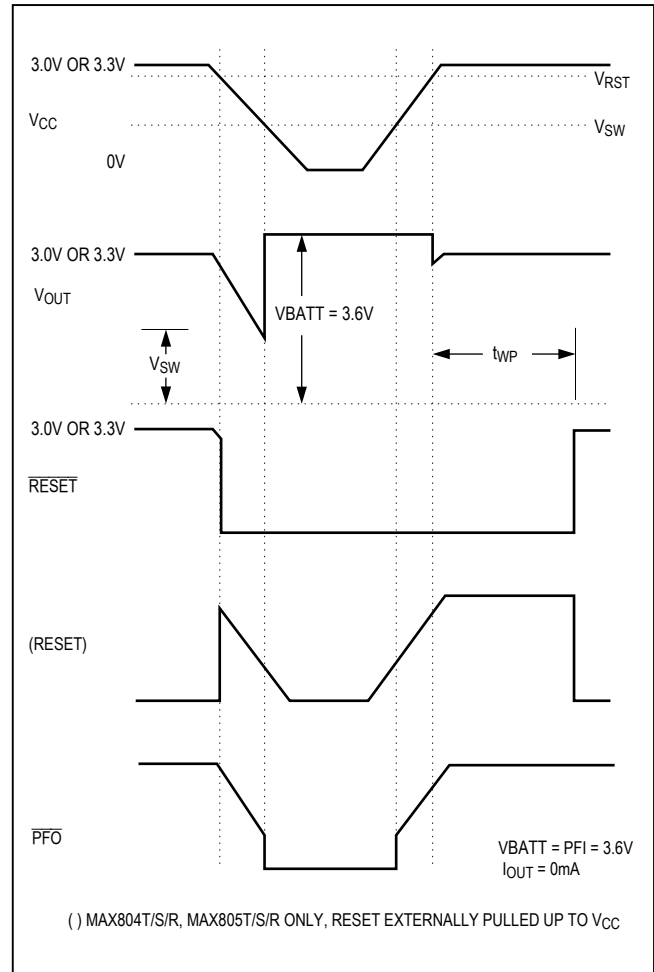 3.0V OR 3.3V
VRST
VCC
VSW
0V
3.0V OR 3.3V
VOUT
VBATT = 3.6V
VSW
tWP
3.0V OR 3.3V
RESET
(RESET)
PFO
VBATT = PFI = 3.6V
IOUT = 0mA
( ) MAX804T/S/R, MAX805T/S/R ONLY, RESET EXTERNALLY PULLED UP TO VCC